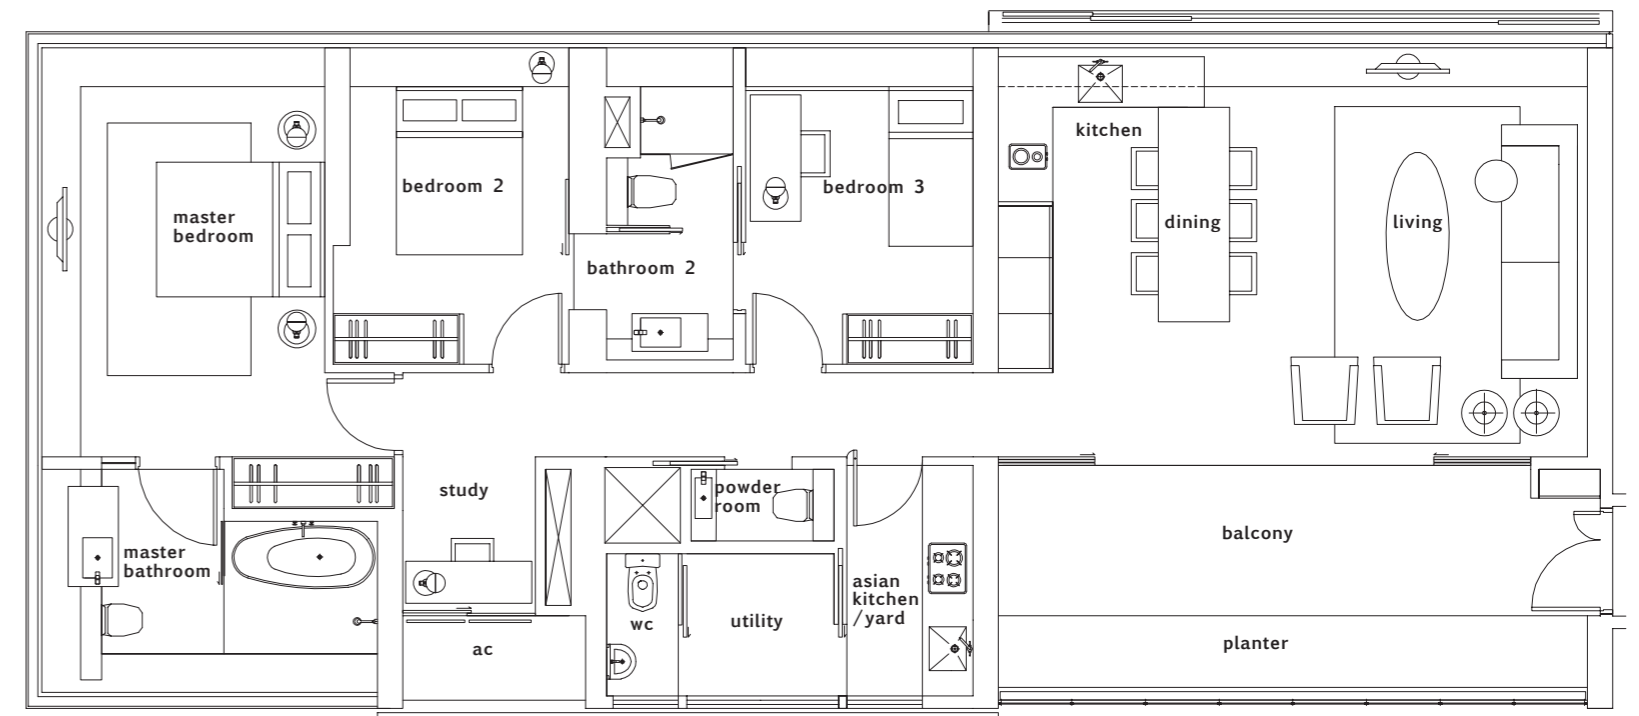 kitchen
bedroom 2
bedroom 3
master
bedroom
dining
living
bathroom 2
study
powder
room
balcony
master
bathroom
asian
kitchen
/yard
wc
utility
ac
planter